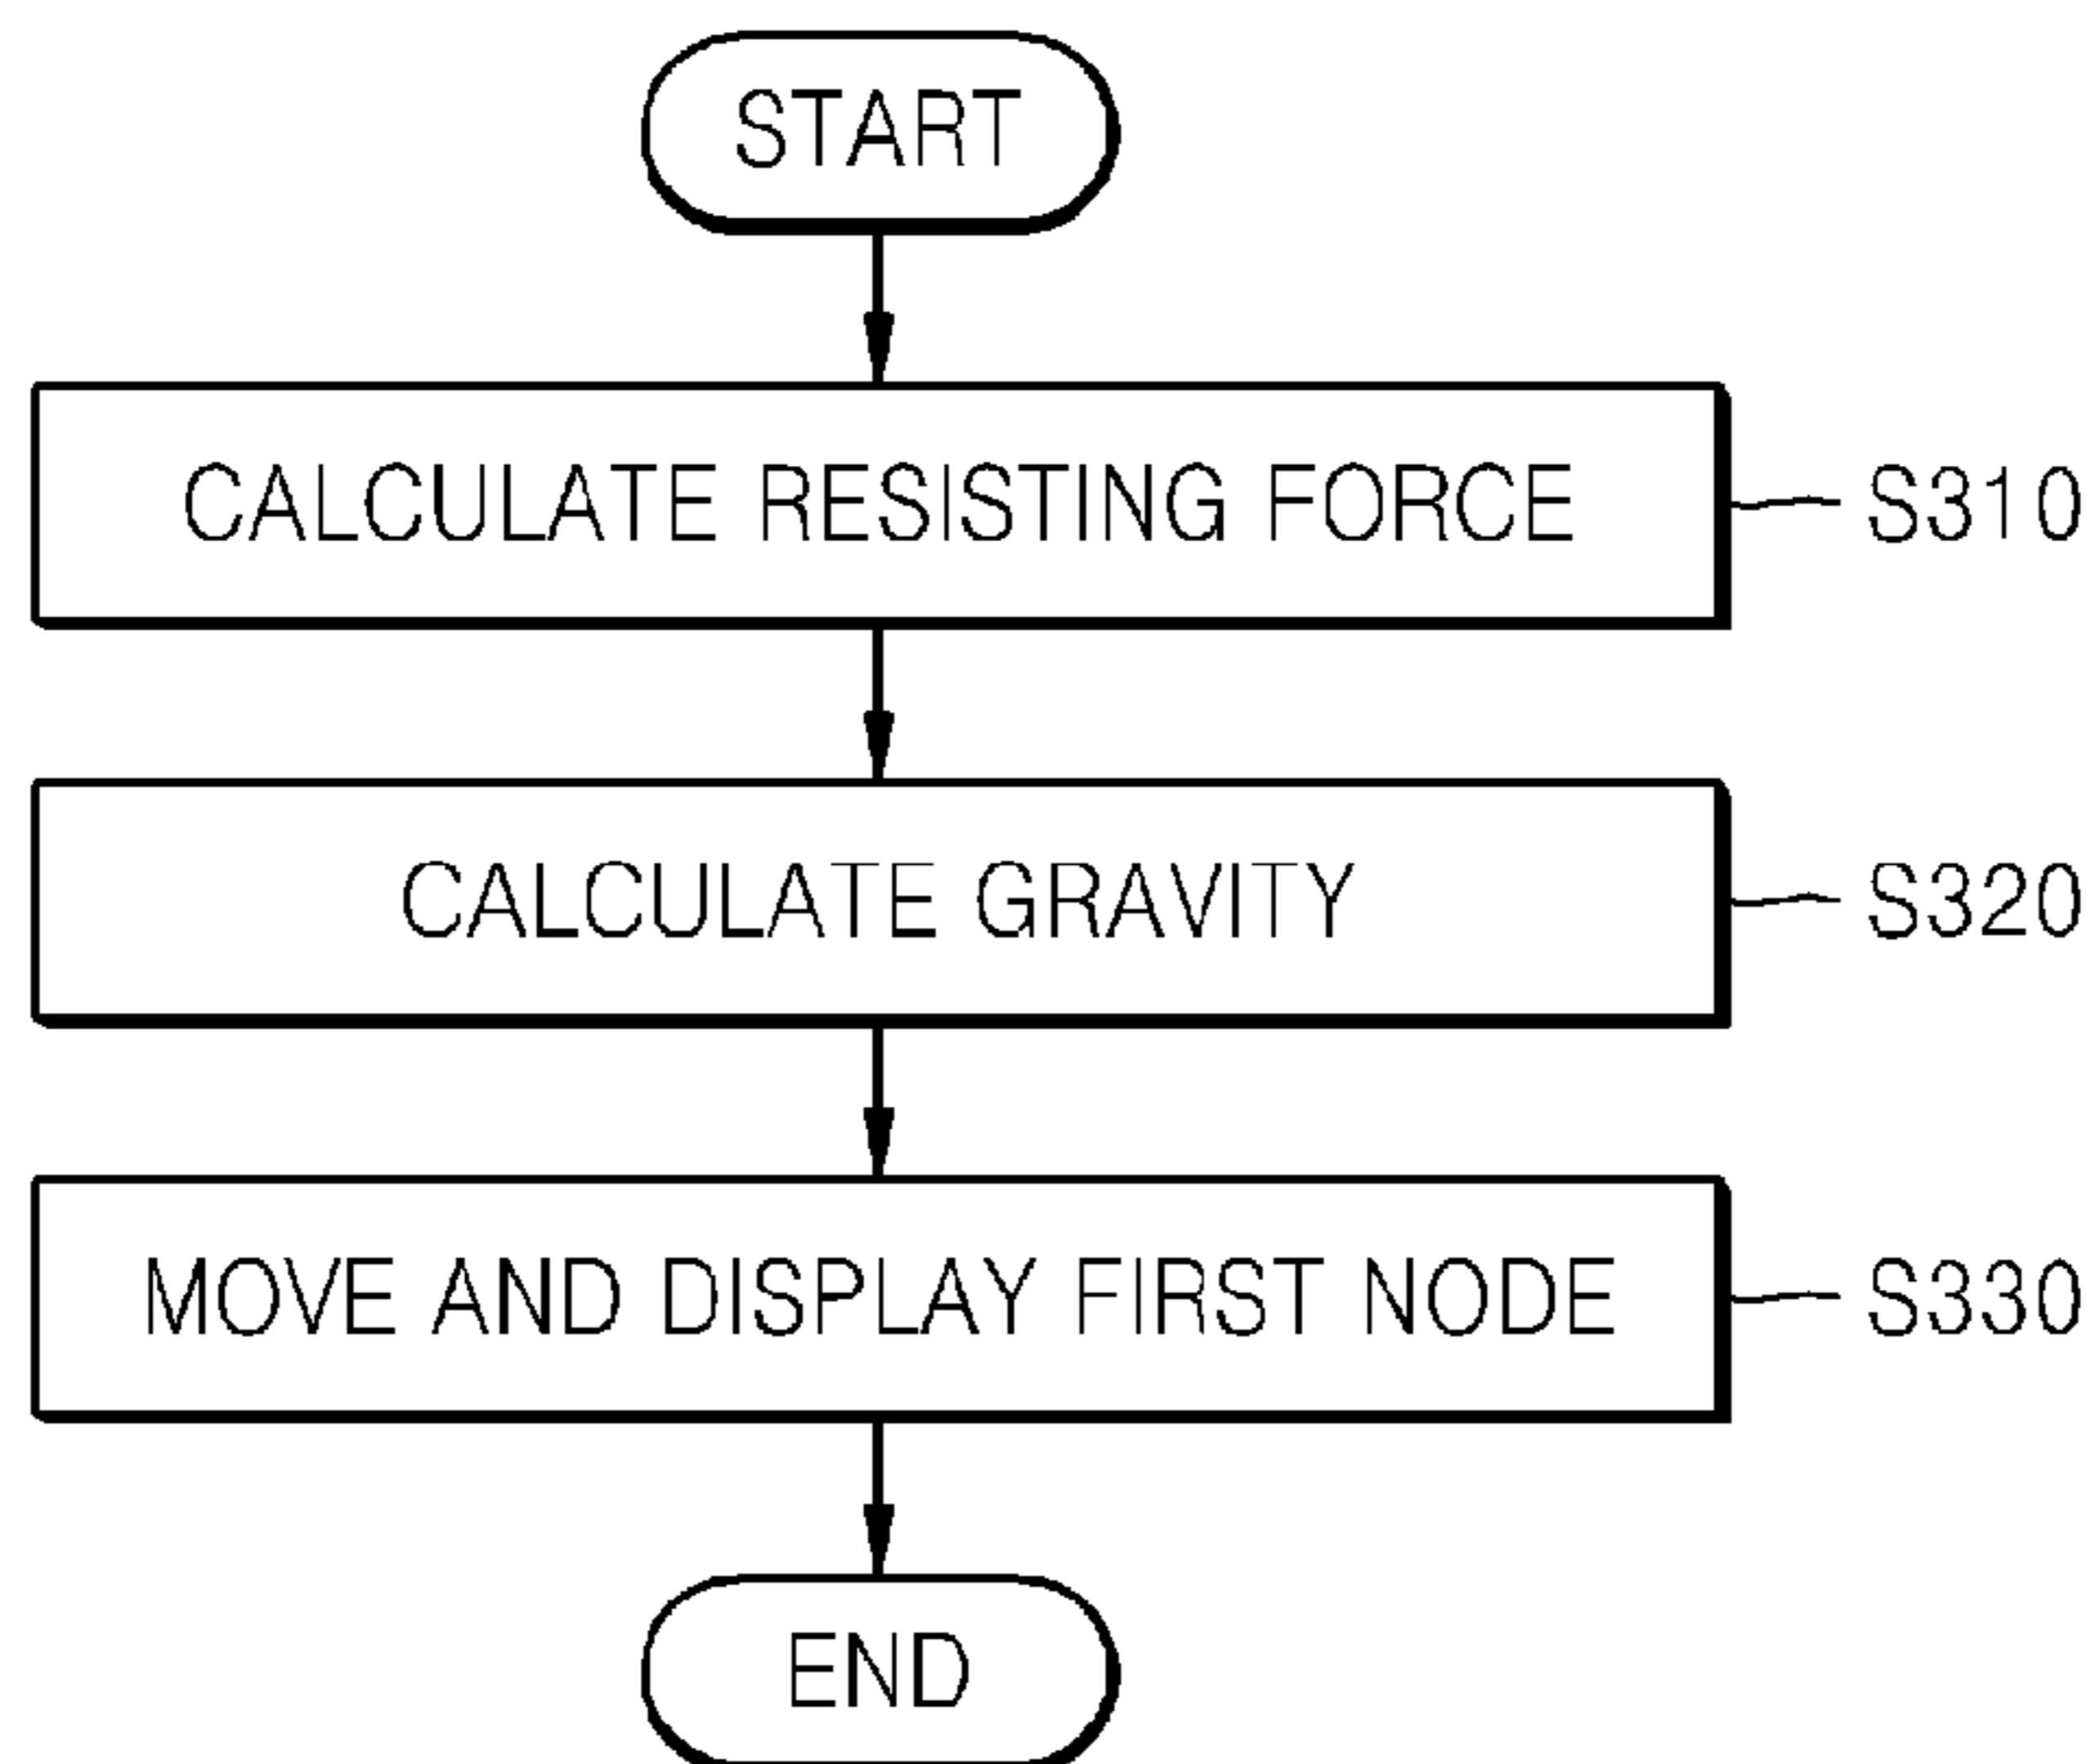 START
CALCULATE RESISTING FORCE
S310
CALCULATE GRAVITY
S320
MOVE AND DISPLAY FIRST NODE
S330
END